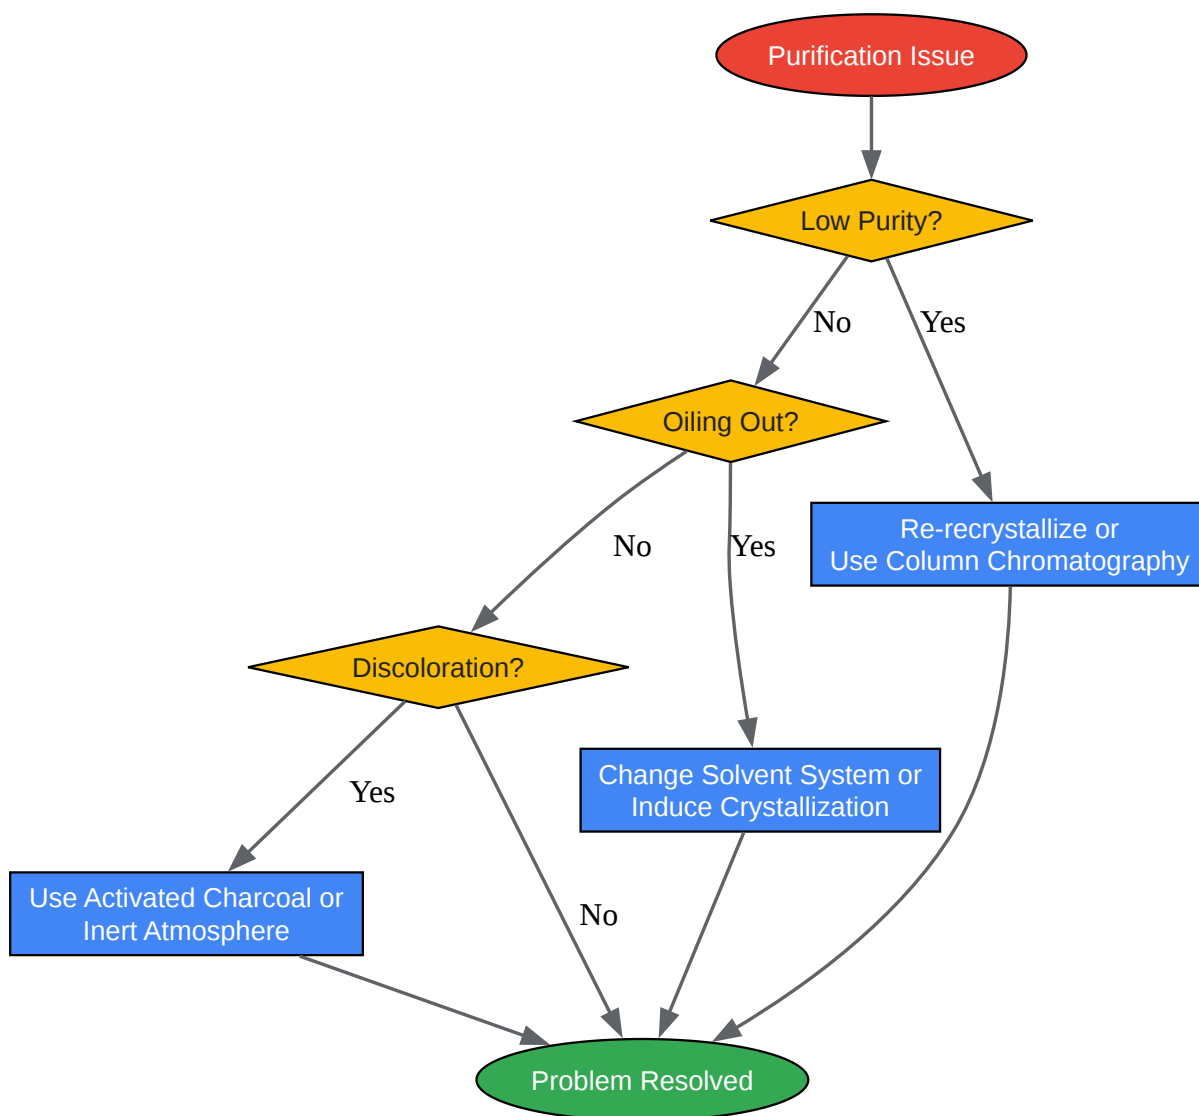 Purification Issue
Low Purity?
No
Yes
Oiling Out?
No
Yes
Re-recrystallize or
Use Column Chromatography
Discoloration?
Yes
No
Change Solvent System or
Induce Crystallization
Use Activated Charcoal or
Inert Atmosphere
Problem Resolved